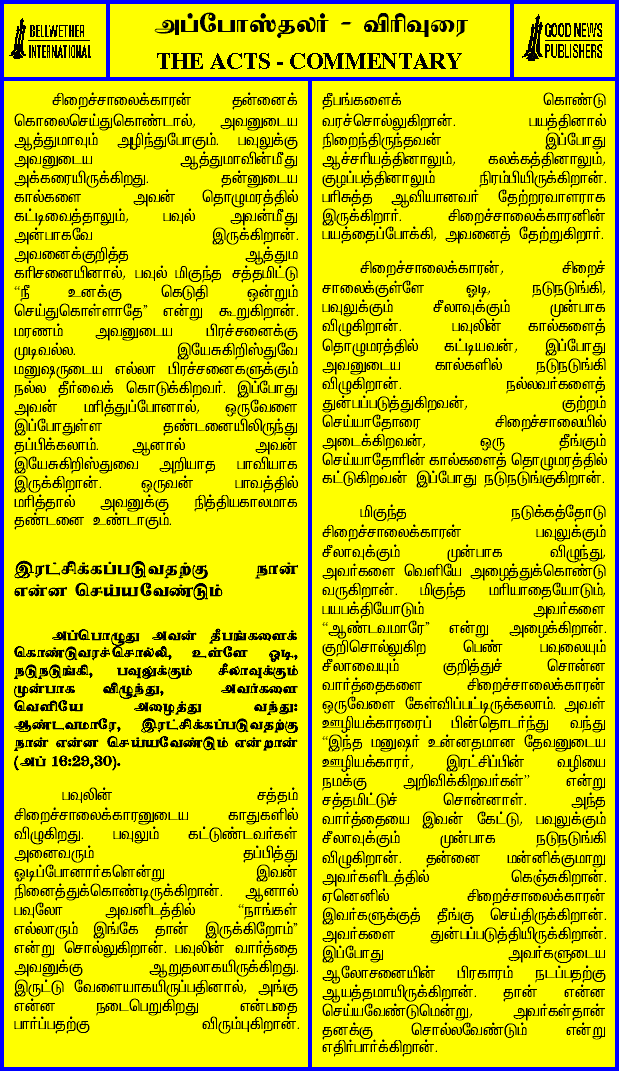 BELLWETHER
INTERNATIONAL
அப்போஸ்தலர் - விரிவுரை
THE ACTS - COMMENTARY
GOOD NEWS
PUBLISHERS
சிறைச்சாலைக்காரன் தன்னைக்
கொலைசெய்துகொண்டால், அவனுடைய
ஆத்துமாவும் அழிந்துபோகும். பவுலுக்கு
அவனுடைய ஆத்துமாவின்மீது
அக்கரையிருக்கிறது. தன்னுடைய
கால்களை அவன் தொழுமரத்தில்
கட்டிவைத்தாலும், பவுல் அவன்மீது
அன்பாகவே இருக்கிறான்.
அவனைக்குறித்த ஆத்தும
கரிசனையினால், பவுல் மிகுந்த சத்தமிட்டு
“நீ உனக்கு கெடுதி ஒன்றும்
செய்துகொள்ளாதே” என்று கூறுகிறான்.
மரணம் அவனுடைய பிரச்சனைக்கு
முடிவல்ல. இயேசுகிறிஸ்துவே
மனுஷருடைய எல்லா பிரச்சனைகளுக்கும்
நல்ல தீர்வைக் கொடுக்கிறவர். இப்போது
அவன் மரித்துப்போனால், ஒருவேளை
இப்போதுள்ள தண்டனையிலிருந்து
தப்பிக்கலாம். ஆனால் அவன்
இயேசுகிறிஸ்துவை அறியாத பாவியாக
இருக்கிறான். ஒருவன் பாவத்தில்
மரித்தால் அவனுக்கு நித்தியகாலமாக
தண்டனை உண்டாகும்.
இரட்சிக்கப்படுவதற்கு நான்
என்ன செய்யவேண்டும்
அப்பொழுது அவன் தீபங்களைக்
கொண்டுவரச்சொல்லி, உள்ளே ஓடி,
நடுநடுங்கி, பவுலுக்கும் சீலாவுக்கும்
முன்பாக விழுந்து, அவர்களை
வெளியே அழைத்து வந்து:
ஆண்டவமாரே, இரட்சிக்கப்படுவதற்கு
நான் என்ன செய்யவேண்டும் என்றான்
(அப் 16:29,30).
பவுலின் சத்தம்
சிறைச்சாலைக்காரனுடைய காதுகளில்
விழுகிறது. பவுலும் கட்டுண்டவர்கள்
அனைவரும் தப்பித்து
ஓடிப்போனார்களென்று இவன்
நினைத்துக்கொண்டிருக்கிறான். ஆனால்
பவுலோ அவனிடத்தில் “நாங்கள்
எல்லாரும் இங்கே தான் இருக்கிறோம்”
என்று சொல்லுகிறான். பவுலின் வார்த்தை
அவனுக்கு ஆறுதலாகயிருக்கிறது.
இருட்டு வேளையாகயிருப்பதினால், அங்கு
என்ன நடைபெறுகிறது என்பதை
பார்ப்பதற்கு விரும்புகிறான்.
தீபங்களைக் கொண்டு
வரச்சொல்லுகிறான். பயத்தினால்
நிறைந்திருந்தவன் இப்போது
ஆச்சரியத்தினாலும், கலக்கத்தினாலும்,
குழப்பத்தினாலும் நிரம்பியிருக்கிறான்.
பரிசுத்த ஆவியானவர் தேற்றரவாளராக
இருக்கிறார். சிறைச்சாலைக்காரனின்
பயத்தைப்போக்கி, அவனைத் தேற்றுகிறார்.
சிறைச்சாலைக்காரன், சிறைச்
சாலைக்குள்ளே ஓடி, நடுநடுங்கி,
பவுலுக்கும் சீலாவுக்கும் முன்பாக
விழுகிறான். பவுலின் கால்களைத்
தொழுமரத்தில் கட்டியவன், இப்போது
அவனுடைய கால்களில் நடுநடுங்கி
விழுகிறான். நல்லவர்களைத்
துன்பப்படுத்துகிறவன், குற்றம்
செய்யாதோரை சிறைச்சாலையில்
அடைக்கிறவன், ஒரு தீங்கும்
செய்யாதோரின் கால்களைத் தொழுமரத்தில்
கட்டுகிறவன் இப்போது நடுநடுங்குகிறான்.
மிகுந்த நடுக்கத்தோடு
சிறைச்சாலைக்காரன் பவுலுக்கும்
சீலாவுக்கும் முன்பாக விழுந்து,
அவர்களை வெளியே அழைத்துக்கொண்டு
வருகிறான். மிகுந்த மரியாதையோடும்,
பயபக்தியோடும் அவர்களை
“ஆண்டவமாரே” என்று அழைக்கிறான்.
குறிசொல்லுகிற பெண் பவுலையும்
சீலாவையும் குறித்துச் சொன்ன
வார்த்தைகளை சிறைச்சாலைக்காரன்
ஒருவேளை கேள்விப்பட்டிருக்கலாம். அவள்
ஊழியக்காரரைப் பின்தொடர்ந்து வந்து
“இந்த மனுஷர் உன்னதமான தேவனுடைய
ஊழியக்காரர், இரட்சிப்பின் வழியை
நமக்கு அறிவிக்கிறவர்கள்” என்று
சத்தமிட்டுச் சொன்னாள். அந்த
வார்த்தையை இவன் கேட்டு, பவுலுக்கும்
சீலாவுக்கும் முன்பாக நடுநடுங்கி
விழுகிறான். தன்னை மன்னிக்குமாறு
அவர்களிடத்தில் கெஞ்சுகிறான்.
ஏனெனில் சிறைச்சாலைக்காரன்
இவர்களுக்குத் தீங்கு செய்திருக்கிறான்.
அவர்களை துன்பப்படுத்தியிருக்கிறான்.
இப்போது அவர்களுடைய
ஆலோசனையின் பிரகாரம் நடப்பதற்கு
ஆயத்தமாயிருக்கிறான். தான் என்ன
செய்யவேண்டுமென்று, அவர்கள்தான்
தனக்கு சொல்லவேண்டும் என்று
எதிர்பார்க்கிறான்.